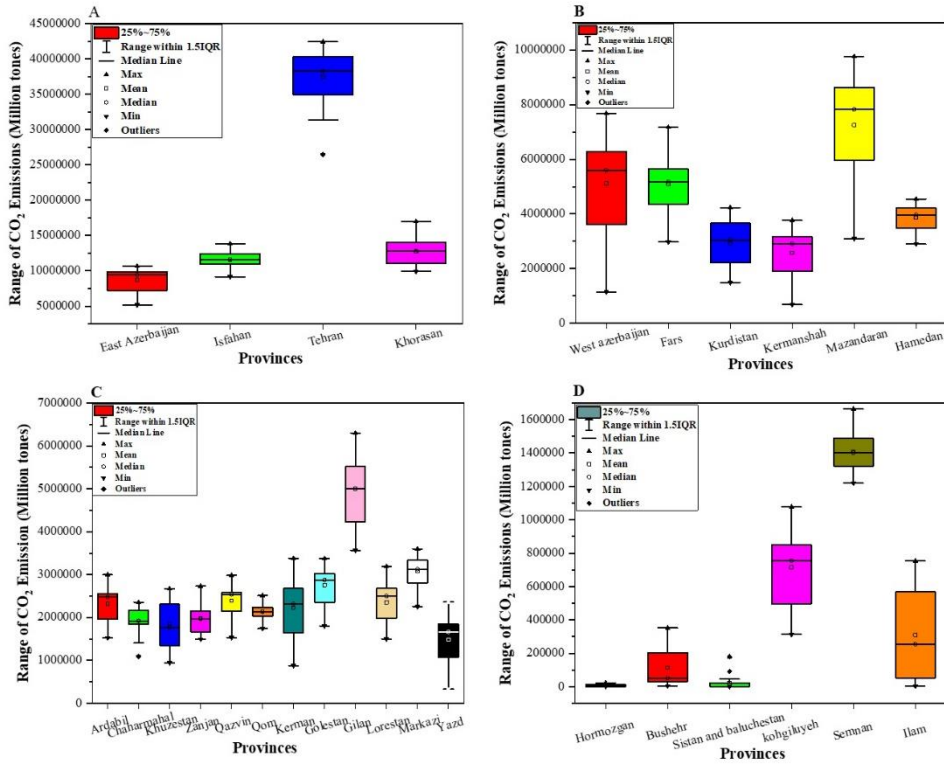 A
45000000
40000000
35000000
30000000
25000000
20000000
15000000
10000000
5000000
Range of CO₂ Emissions (Million tones)
25%~75%
Range within 1.5IQR
Median Line
Max
Mean
Median
Min
Outliers
East Azerbaijan
Isfahan
Tehran
Khorasan
Provinces
B
10000000
8000000
6000000
4000000
2000000
0
Range of CO₂ Emissions (Million tones)
25%~75%
Range within 1.5IQR
Median Line
Max
Mean
Median
Min
Outliers
West azerbaijan
Fars
Kurdistan
Kermanshah
Mazandaran
Hamedan
Provinces
C
7000000
6000000
5000000
4000000
3000000
2000000
1000000
0
Range of CO₂ Emission (Million tones)
25%~75%
Range within 1.5IQR
Median Line
Max
Mean
Median
Min
Outliers
Ardabil
Chaharmahal
Khuzestan
Zanjan
Qazvin
Qom
Kerman
Golestan
Gilan
Lorestan
Markazi
Yazd
Provinces
D
1600000
1400000
1200000
1000000
800000
600000
400000
200000
0
Range of CO₂ Emissions (Million tones)
25%~75%
Range within 1.5IQR
Median Line
Max
Mean
Median
Min
Outliers
Hormozgan
Bushehr
Sistan and baluchestan
kohgiluyeh
Semnan
Ilam
Provinces